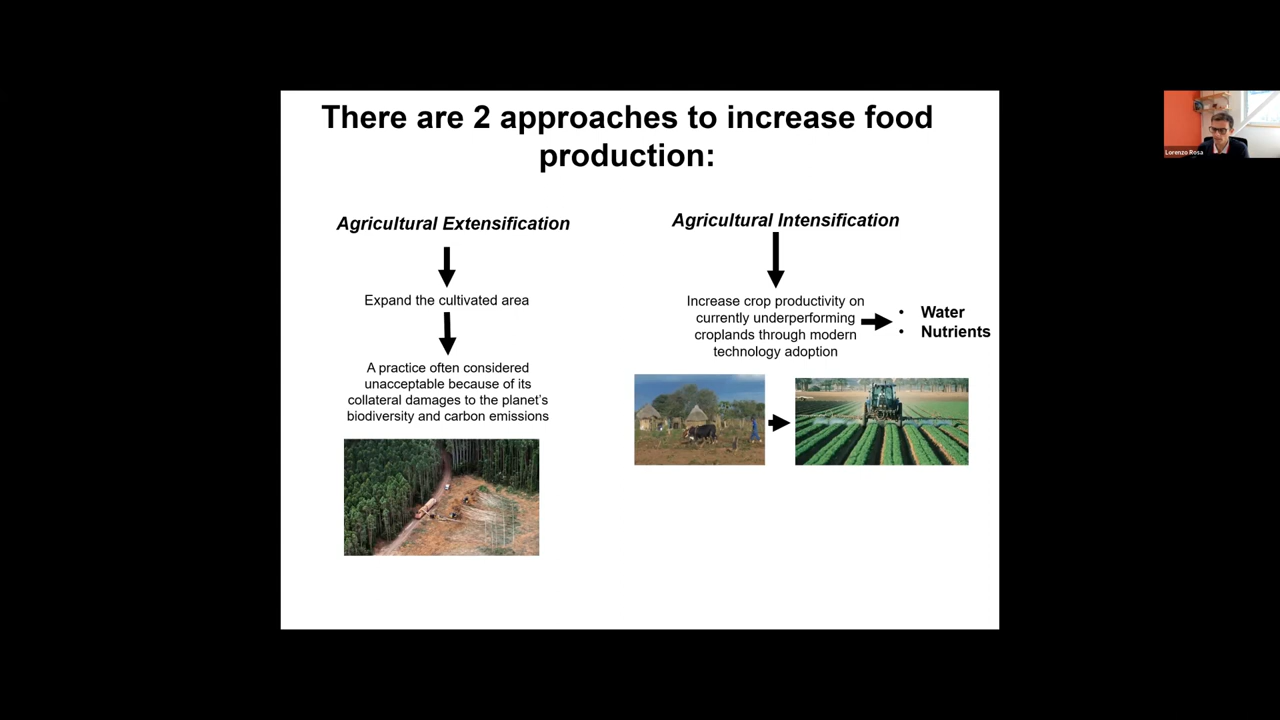 There are 2 approaches to increase food
production:
Agricultural Extensification
Expand the cultivated area
A practice often considered
unacceptable because of its
collateral damages to the planet's
biodiversity and carbon emissions
Agricultural Intensification
Increase crop productivity on
currently underperforming
croplands through modern
technology adoption
• Water
• Nutrients
Lorenzo Rosa